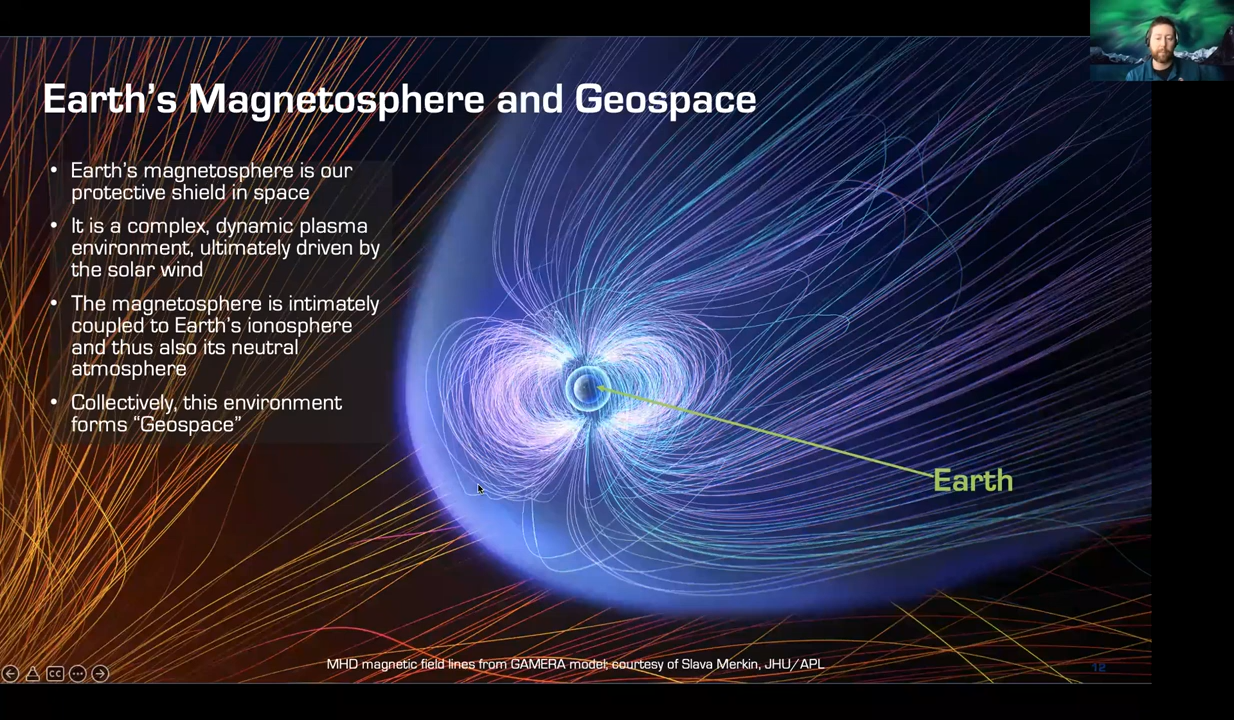 Earth's Magnetosphere and Geospace
• Earth's magnetosphere is our
protective shield in space
• It is a complex, dynamic plasma
environment, ultimately driven by
the solar wind
• The magnetosphere is intimately
coupled to Earth's ionosphere
and thus also its neutral
atmosphere
• Collectively, this environment
forms “Geospace”
Earth
MHD magnetic field lines from GAMERA model; courtesy of Slava Merkin, JHU/APL
12
CC